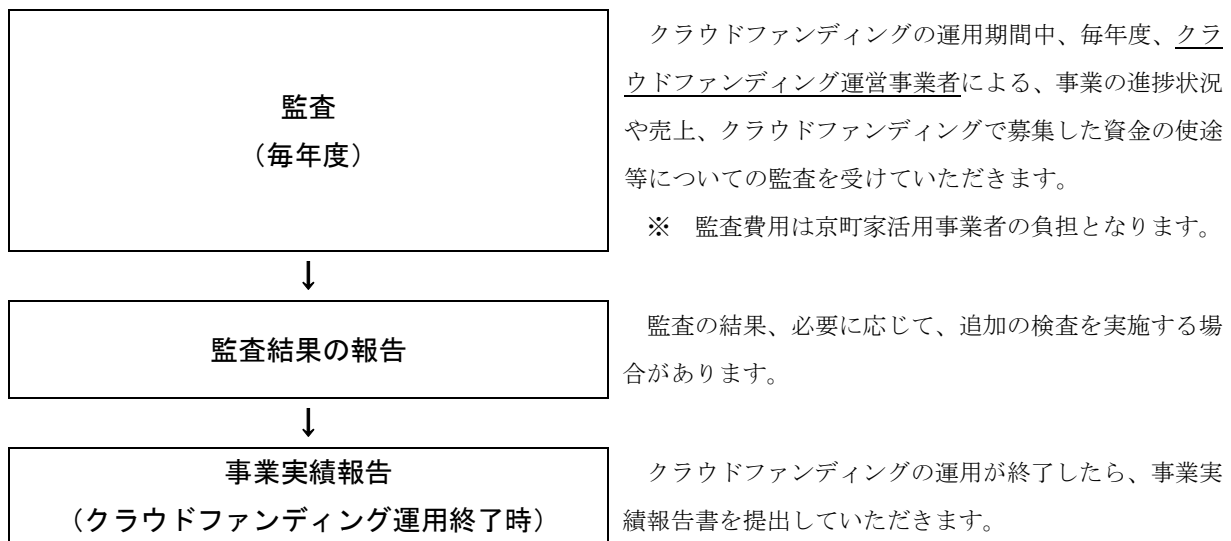 監査
（毎年度）
クラウドファンディングの運用期間中、毎年度、クラ
ウドファンディング運営事業者による、事業の進捗状況
や売上、クラウドファンディングで募集した資金の使途
等についての監査を受けていただきます。
※　監査費用は京町家活用事業者の負担となります。
↓
監査結果の報告
監査の結果、必要に応じて、追加の検査を実施する場
合があります。
↓
事業実績報告
（クラウドファンディング運用終了時）
クラウドファンディングの運用が終了したら、事業実
績報告書を提出していただきます。